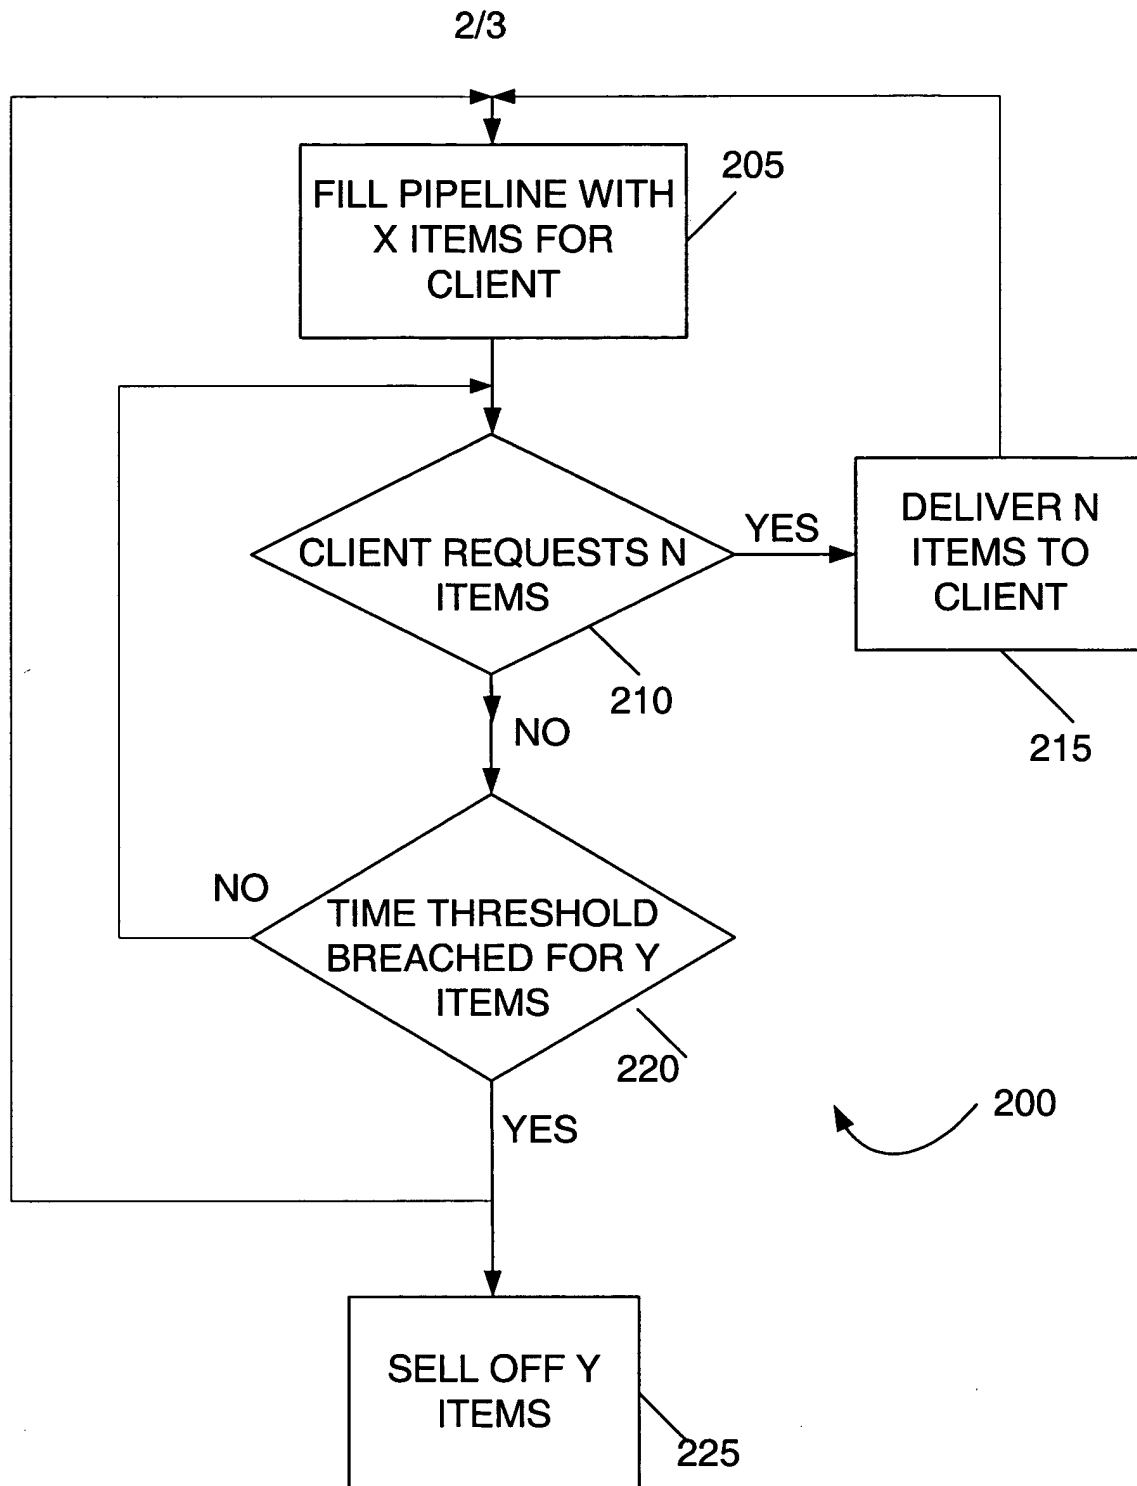 2/3
FILL PIPELINE WITH
X ITEMS FOR
CLIENT
205
CLIENT REQUESTS N
ITEMS
210
YES
DELIVER N
ITEMS TO
CLIENT
215
NO
NO
TIME THRESHOLD
BREACHED FOR Y
ITEMS
220
YES
200
SELL OFF Y
ITEMS
225